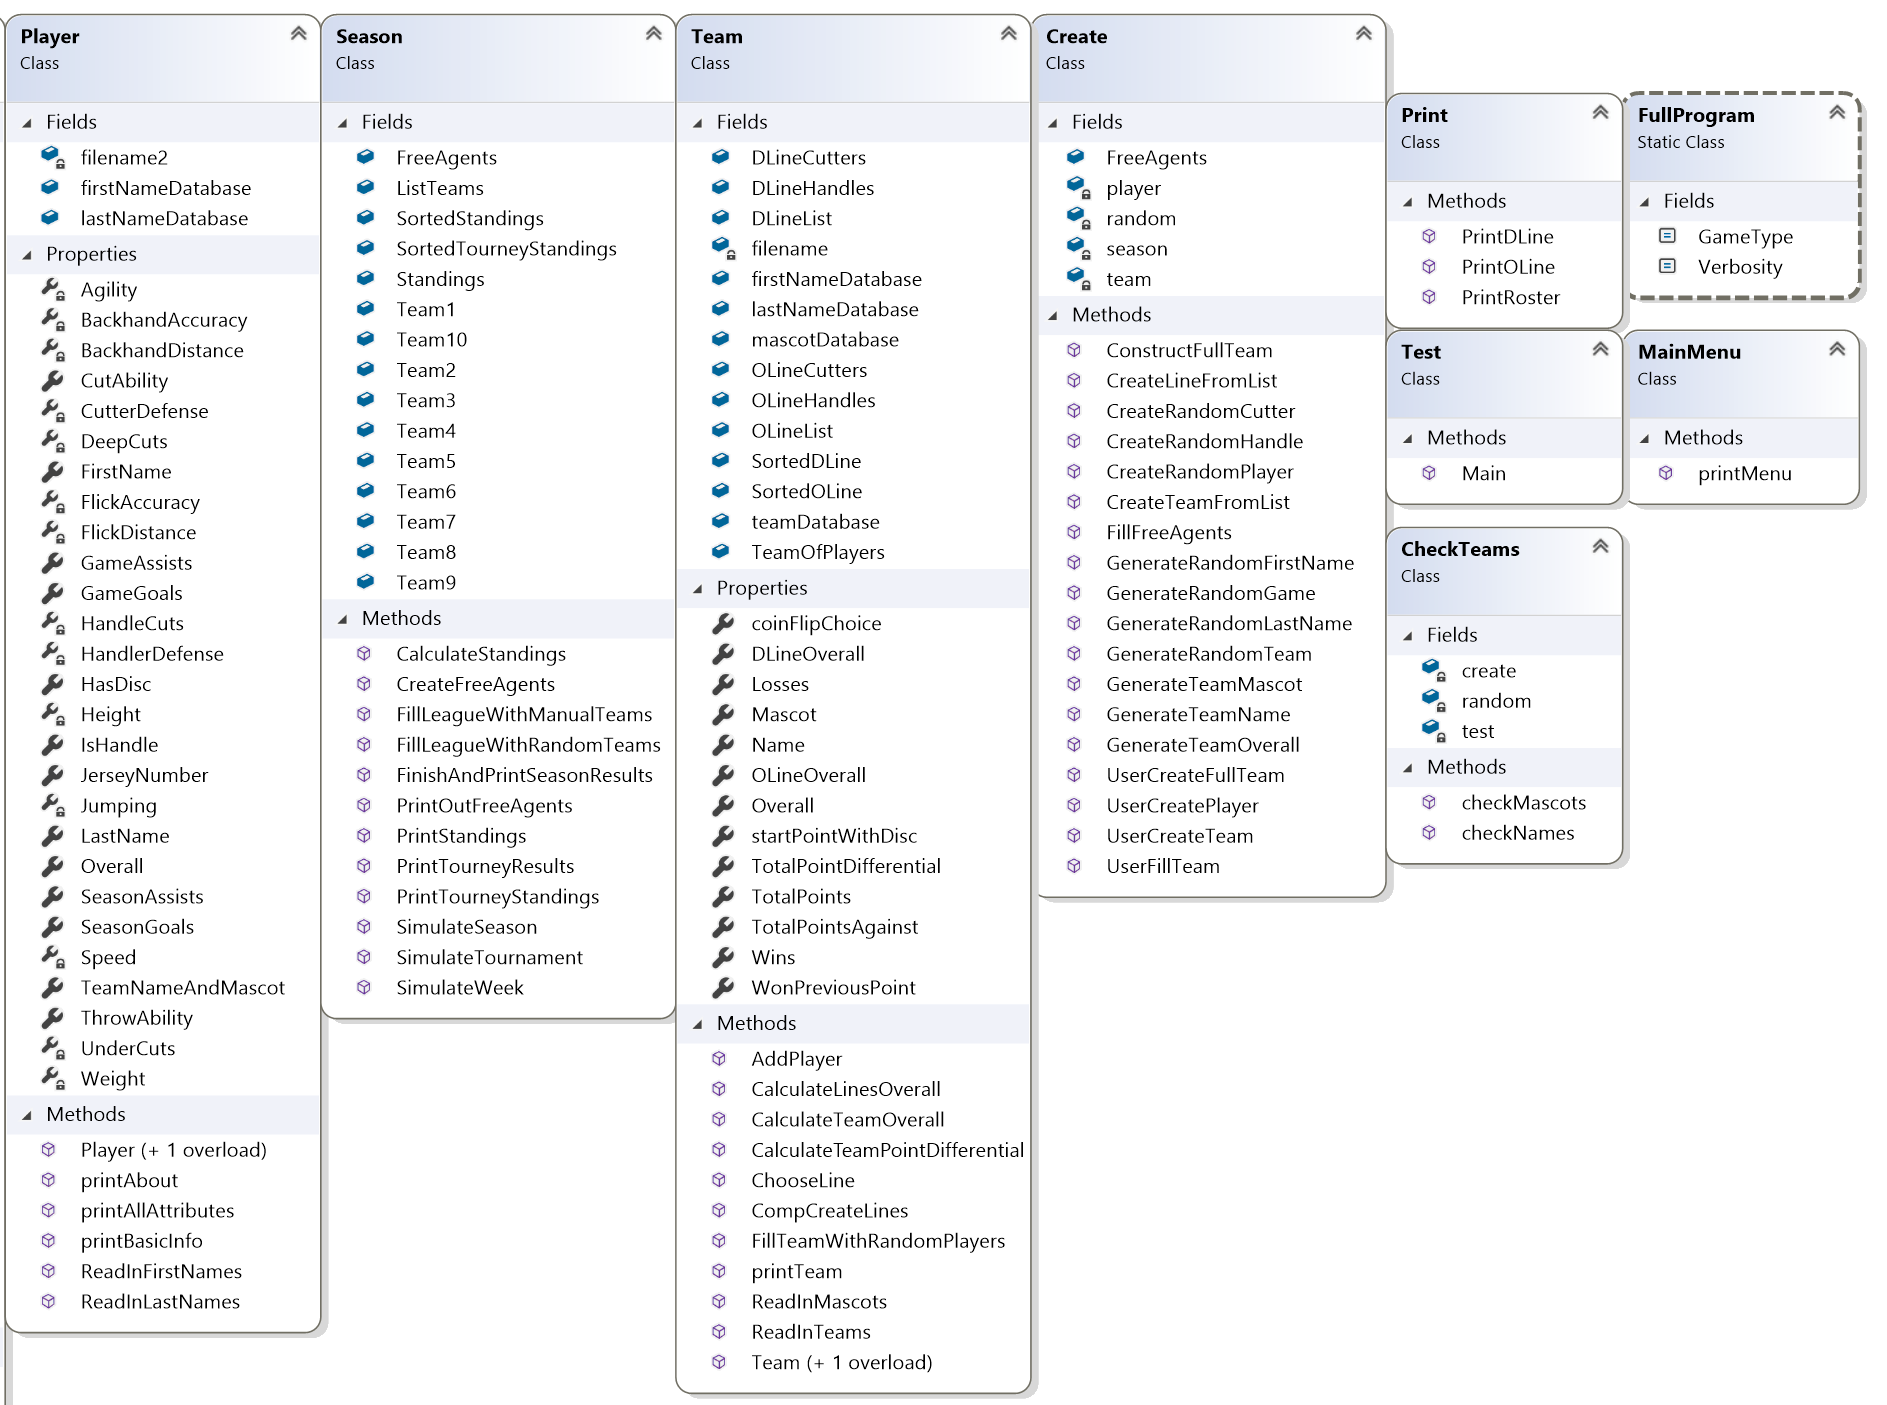 Player
Class
Fields
filename2
firstNameDatabase
lastNameDatabase
Properties
Agility
BackhandAccuracy
BackhandDistance
CutAbility
CutterDefense
DeepCuts
FirstName
FlickAccuracy
FlickDistance
GameAssists
GameGoals
HandleCuts
HandlerDefense
HasDisc
Height
IsHandle
JerseyNumber
Jumping
LastName
Overall
SeasonAssists
SeasonGoals
Speed
TeamNameAndMascot
ThrowAbility
UnderCuts
Weight
Methods
Player (+ 1 overload)
printAbout
printAllAttributes
printBasicInfo
ReadInFirstNames
ReadInLastNames
Season
Class
Fields
FreeAgents
ListTeams
SortedStandings
SortedTourneyStandings
Standings
Team1
Team10
Team2
Team3
Team4
Team5
Team6
Team7
Team8
Team9
Methods
CalculateStandings
CreateFreeAgents
FillLeagueWithManualTeams
FillLeagueWithRandomTeams
FinishAndPrintSeasonResults
PrintOutFreeAgents
PrintStandings
PrintTourneyResults
PrintTourneyStandings
SimulateSeason
SimulateTournament
SimulateWeek
Team
Class
Fields
DLineCutters
DLineHandles
DLineList
filename
firstNameDatabase
lastNameDatabase
mascotDatabase
OLineCutters
OLineHandles
OLineList
SortedDLine
SortedOLine
teamDatabase
TeamOfPlayers
Properties
coinFlipChoice
DLineOverall
Losses
Mascot
Name
OLineOverall
Overall
startPointWithDisc
TotalPointDifferential
TotalPoints
TotalPointsAgainst
Wins
WonPreviousPoint
Methods
AddPlayer
CalculateLinesOverall
CalculateTeamOverall
CalculateTeamPointDifferential
ChooseLine
CompCreateLines
FillTeamWithRandomPlayers
printTeam
ReadInMascots
ReadInTeams
Team (+ 1 overload)
Create
Class
Fields
FreeAgents
player
random
season
team
Methods
ConstructFullTeam
CreateLineFromList
CreateRandomCutter
CreateRandomHandle
CreateRandomPlayer
CreateTeamFromList
FillFreeAgents
GenerateRandomFirstName
GenerateRandomGame
GenerateRandomLastName
GenerateRandomTeam
GenerateTeamMascot
GenerateTeamName
GenerateTeamOverall
UserCreateFullTeam
UserCreatePlayer
UserCreateTeam
UserFillTeam
Print
Class
Methods
PrintDLine
PrintOLine
PrintRoster
FullProgram
Static Class
Fields
GameType
Verbosity
Test
Class
Methods
Main
MainMenu
Class
Methods
printMenu
CheckTeams
Class
Fields
create
random
test
Methods
checkMascots
checkNames